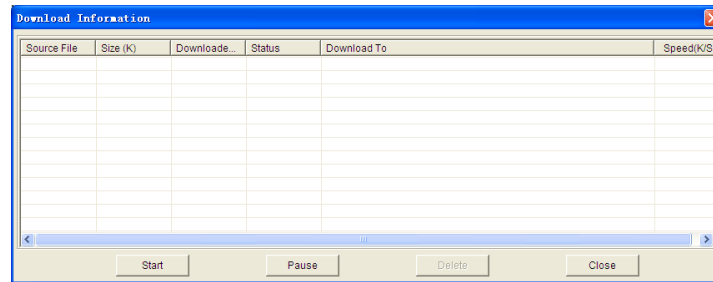 Download Information
Source File Size (K) Downloade... Status Download To Speed(K/S
Start Pause Delete Close